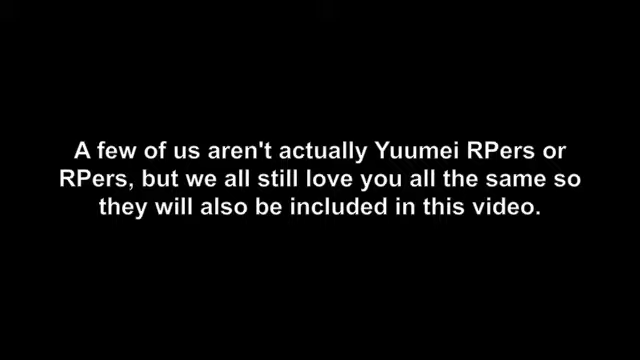 A few of us aren't actually Yuumei RPers or
RPers, but we all still love you all the same so
they will also be included in this video.